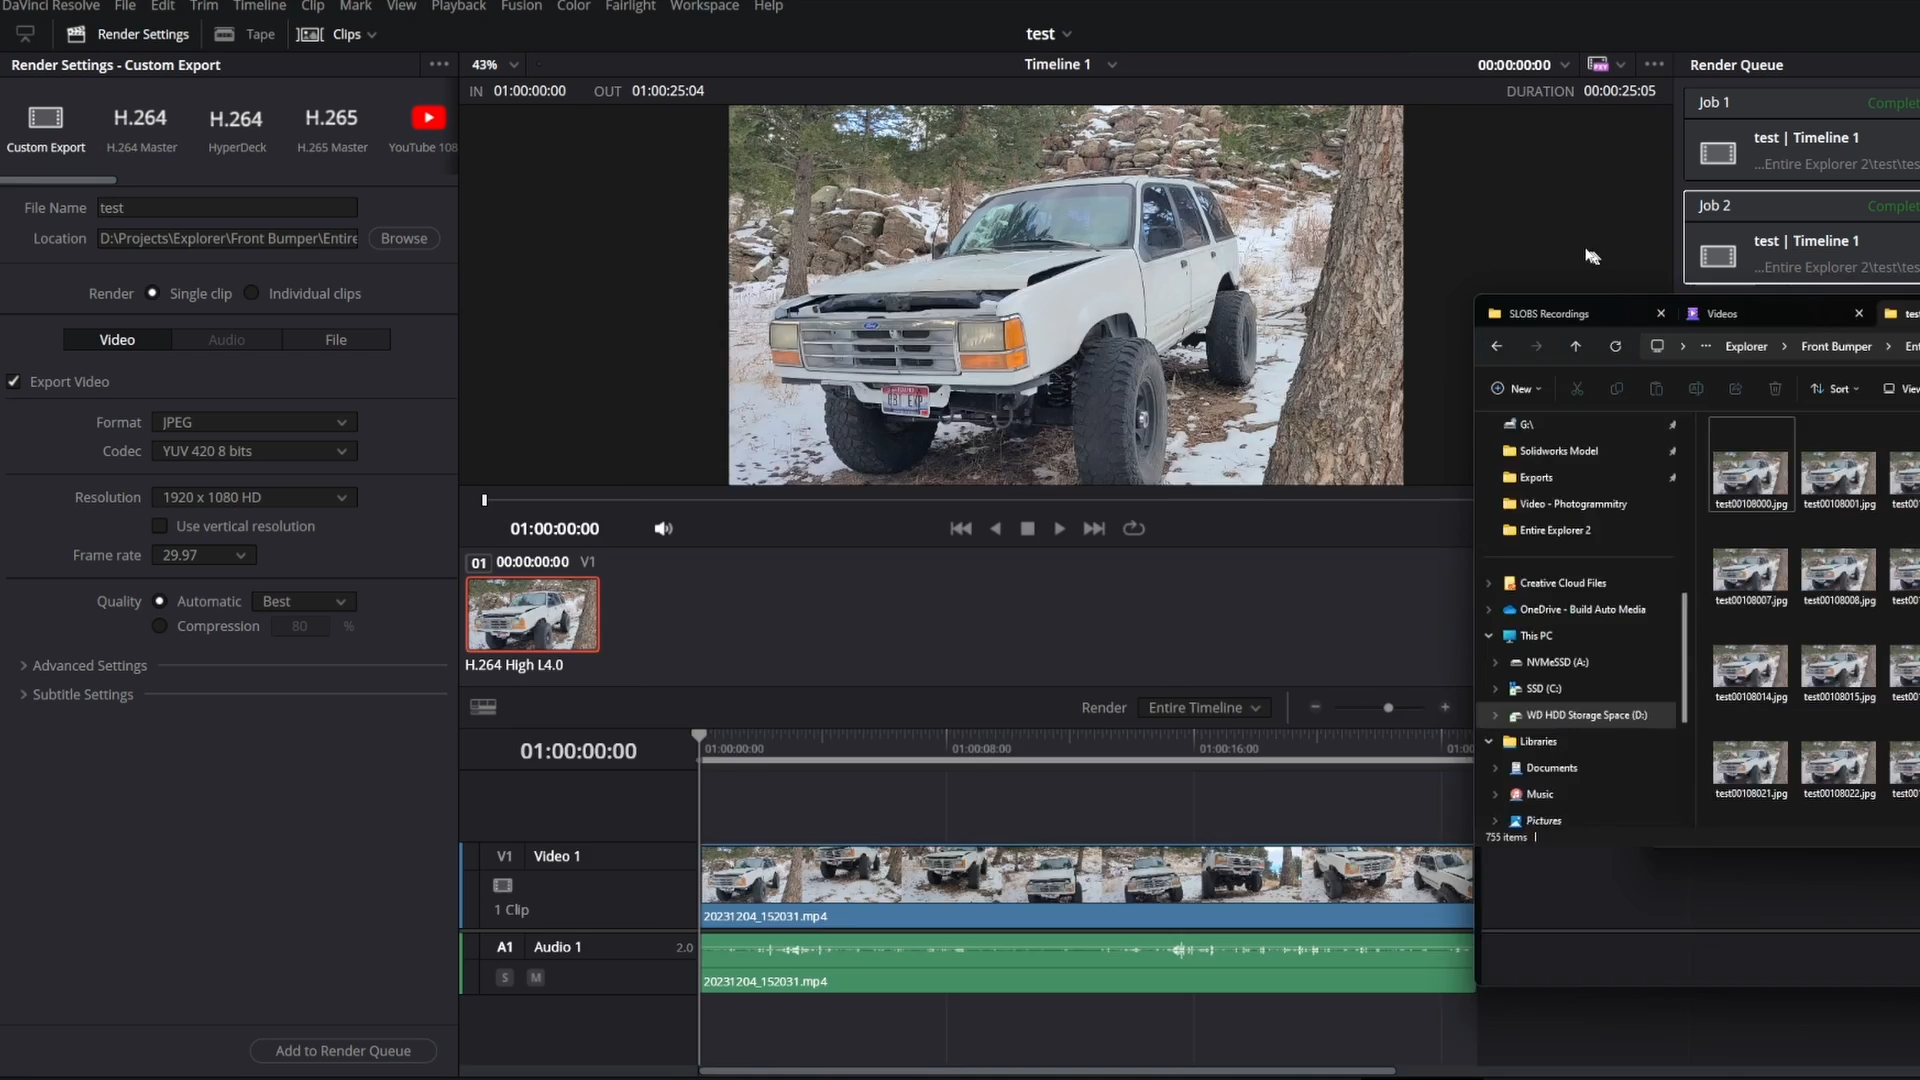 DaVinci Resolve File Edit Trim Timeline Clip Mark View Playback Fusion Color Fairlight Workspace Help
Render Settings Tape Clips
test
Render Settings - Custom Export
43%
Timeline 1
00:00:00:00
Render Queue
IN 01:00:00:00 OUT 01:00:25:04
DURATION 00:00:25:05
H.264 H.264 H.265
Custom Export H.264 Master HyperDeck H.265 Master YouTube 108
File Name test
Location D:\Projects\Explorer\Front Bumper\Entire
Browse
Render Single clip Individual clips
Video Audio File
Export Video
Format JPEG
Codec YUV 420 8 bits
Resolution 1920 x 1080 HD
Use vertical resolution
Frame rate 29.97
Quality Automatic Best
Compression 80 %
Advanced Settings
Subtitle Settings
Add to Render Queue
01:00:00:00
01 00:00:00:00 V1
H.264 High L4.0
Render Entire Timeline
01:00:00:00
01:00:00:00 01:00:08:00 01:00:16:00 01:00
V1 Video 1
1 Clip
20231204_152031.mp4
A1 Audio 1 2.0
S M
20231204_152031.mp4
Job 1 Complet
test | Timeline 1
...Entire Explorer 2\test\tes
Job 2 Complet
test | Timeline 1
...Entire Explorer 2\test\tes
SLOBS Recordings Videos tes
Explorer Front Bumper Ent
New Sort View
G:\
Solidworks Model
Exports
Video - Photogrammitry
Entire Explorer 2
Creative Cloud Files
OneDrive - Build Auto Media
This PC
NVMeSSD (A:)
SSD (C:)
WD HDD Storage Space (D:)
Libraries
Documents
Music
Pictures
755 items
test00108000.jpg test00108001.jpg test001
test00108007.jpg test00108008.jpg test001
test00108014.jpg test00108015.jpg test001
test00108021.jpg test00108022.jpg test001